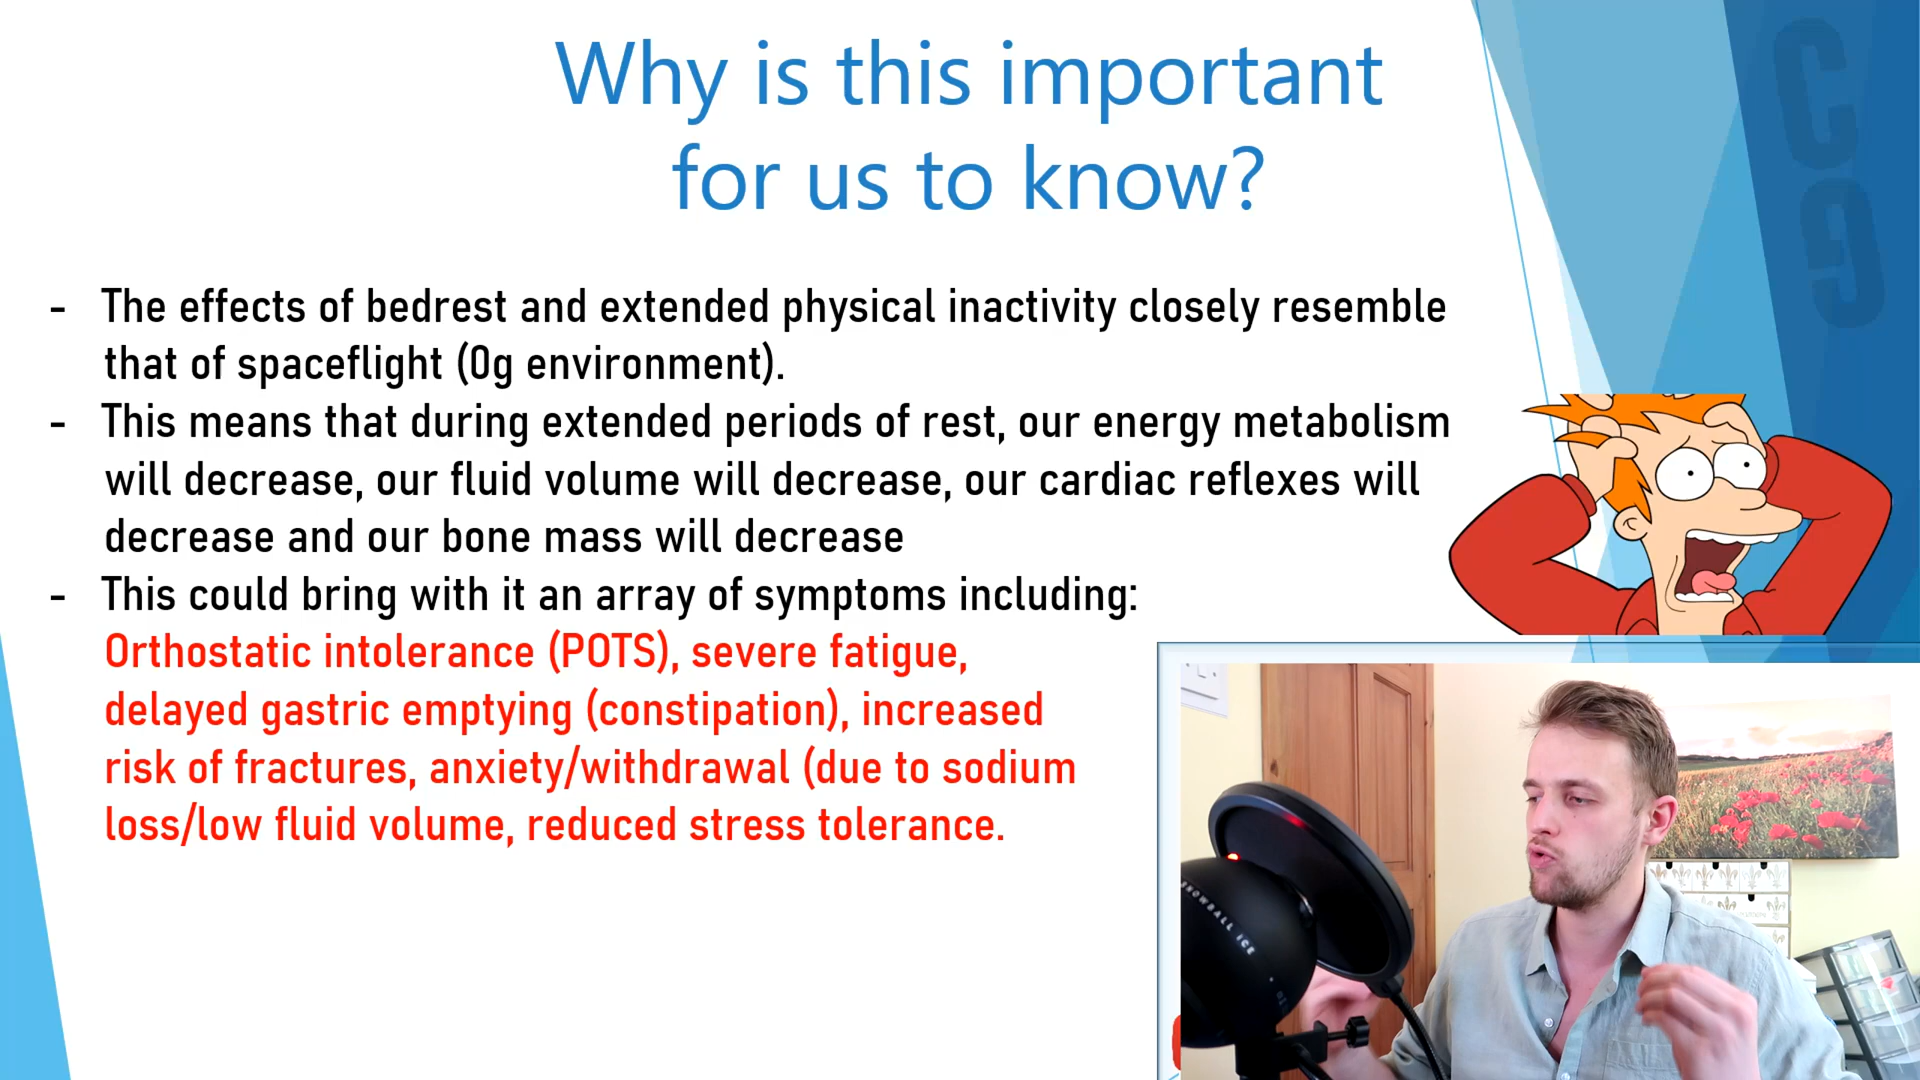 Why is this important
for us to know?
- The effects of bedrest and extended physical inactivity closely resemble
that of spaceflight (0g environment).
- This means that during extended periods of rest, our energy metabolism
will decrease, our fluid volume will decrease, our cardiac reflexes will
decrease and our bone mass will decrease
- This could bring with it an array of symptoms including:
Orthostatic intolerance (POTS), severe fatigue,
delayed gastric emptying (constipation), increased
risk of fractures, anxiety/withdrawal (due to sodium
loss/low fluid volume, reduced stress tolerance.
SNOWBALL ICE